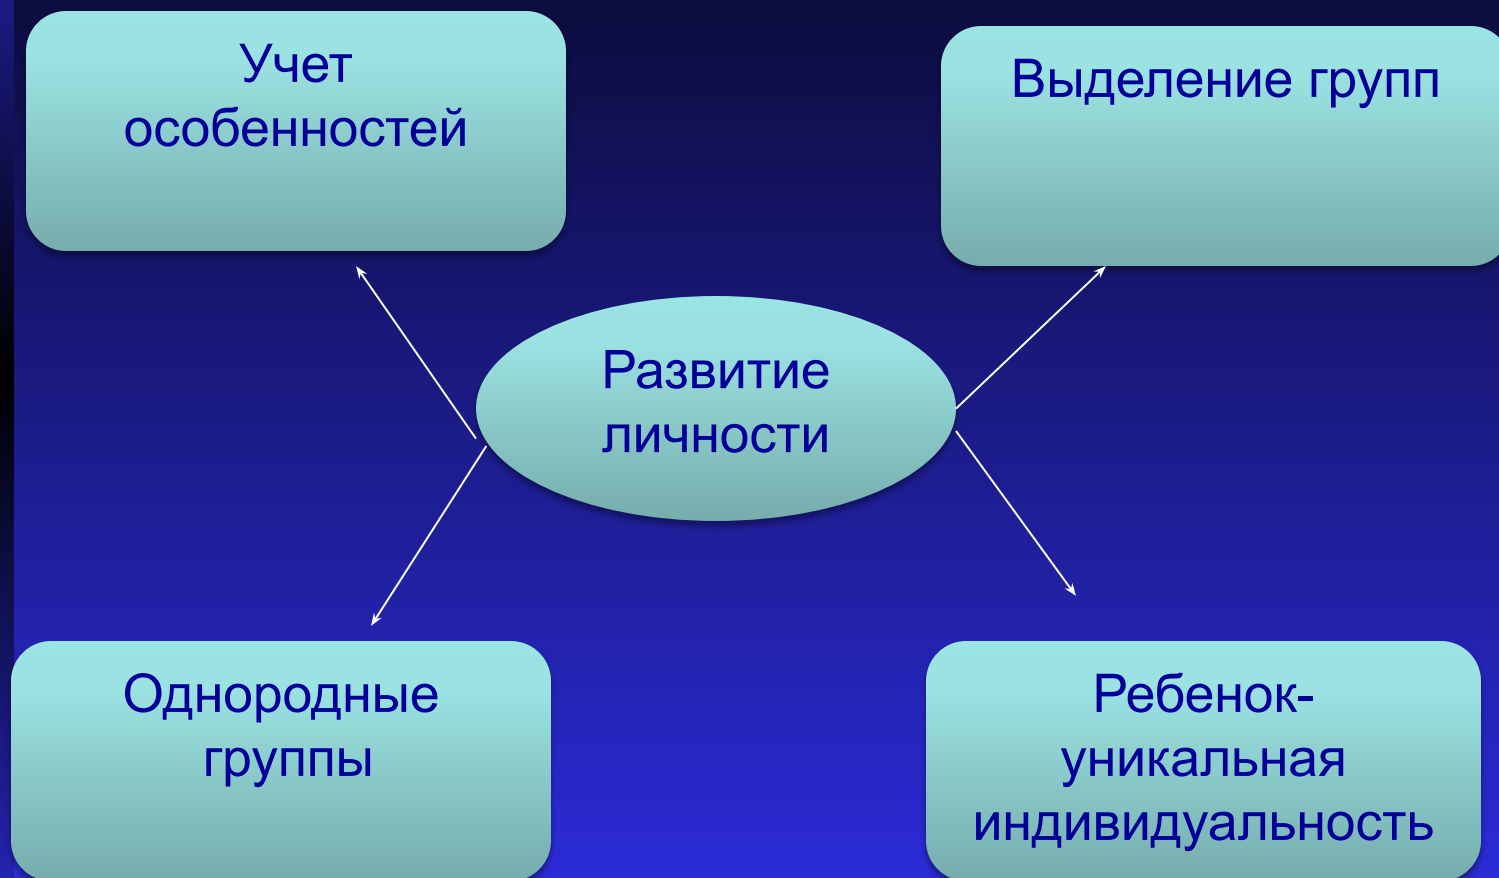 Учет
особенностей
Выделение групп
Развитие
личности
Однородные
группы
Ребенок-
уникальная
индивидуальность